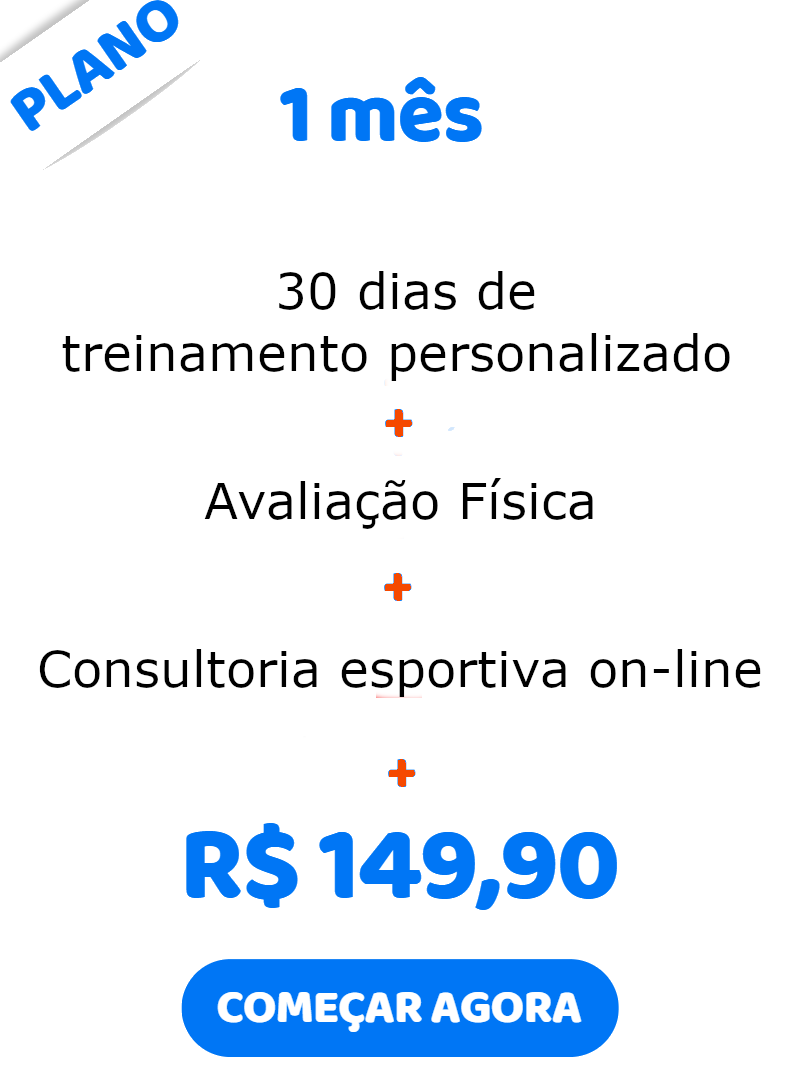 PLANO
1 mês
30 dias de
treinamento personalizado
+
Avaliação Física
+
Consultoria esportiva on-line
+
R$ 149,90
COMEÇAR AGORA